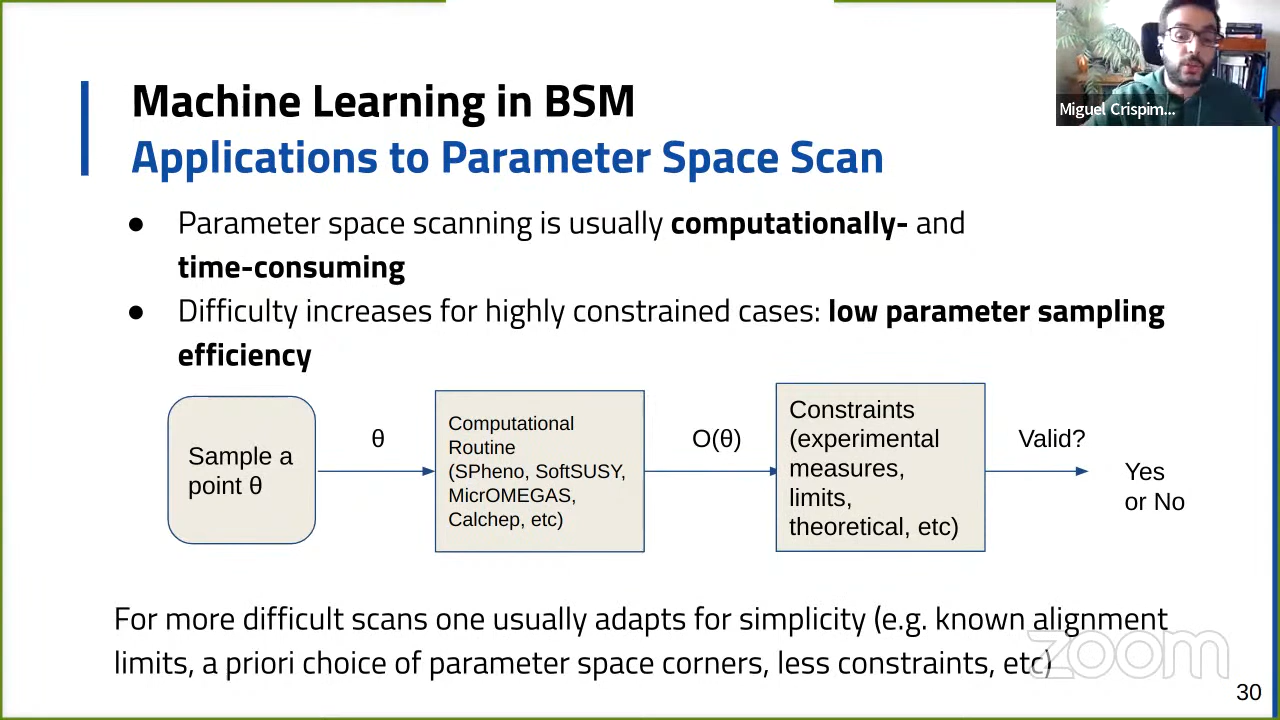 Machine Learning in BSM
Applications to Parameter Space Scan
Miguel Crispim...
● Parameter space scanning is usually computationally- and
time-consuming
● Difficulty increases for highly constrained cases: low parameter sampling
efficiency
Sample a
point θ
θ
Computational
Routine
(SPheno, SoftSUSY,
MicrOMEGAS,
Calchep, etc)
O(θ)
Constraints
(experimental
measures,
limits,
theoretical, etc)
Valid?
Yes
or No
For more difficult scans one usually adapts for simplicity (e.g. known alignment
limits, a priori choice of parameter space corners, less constraints, etc)
zoom
30